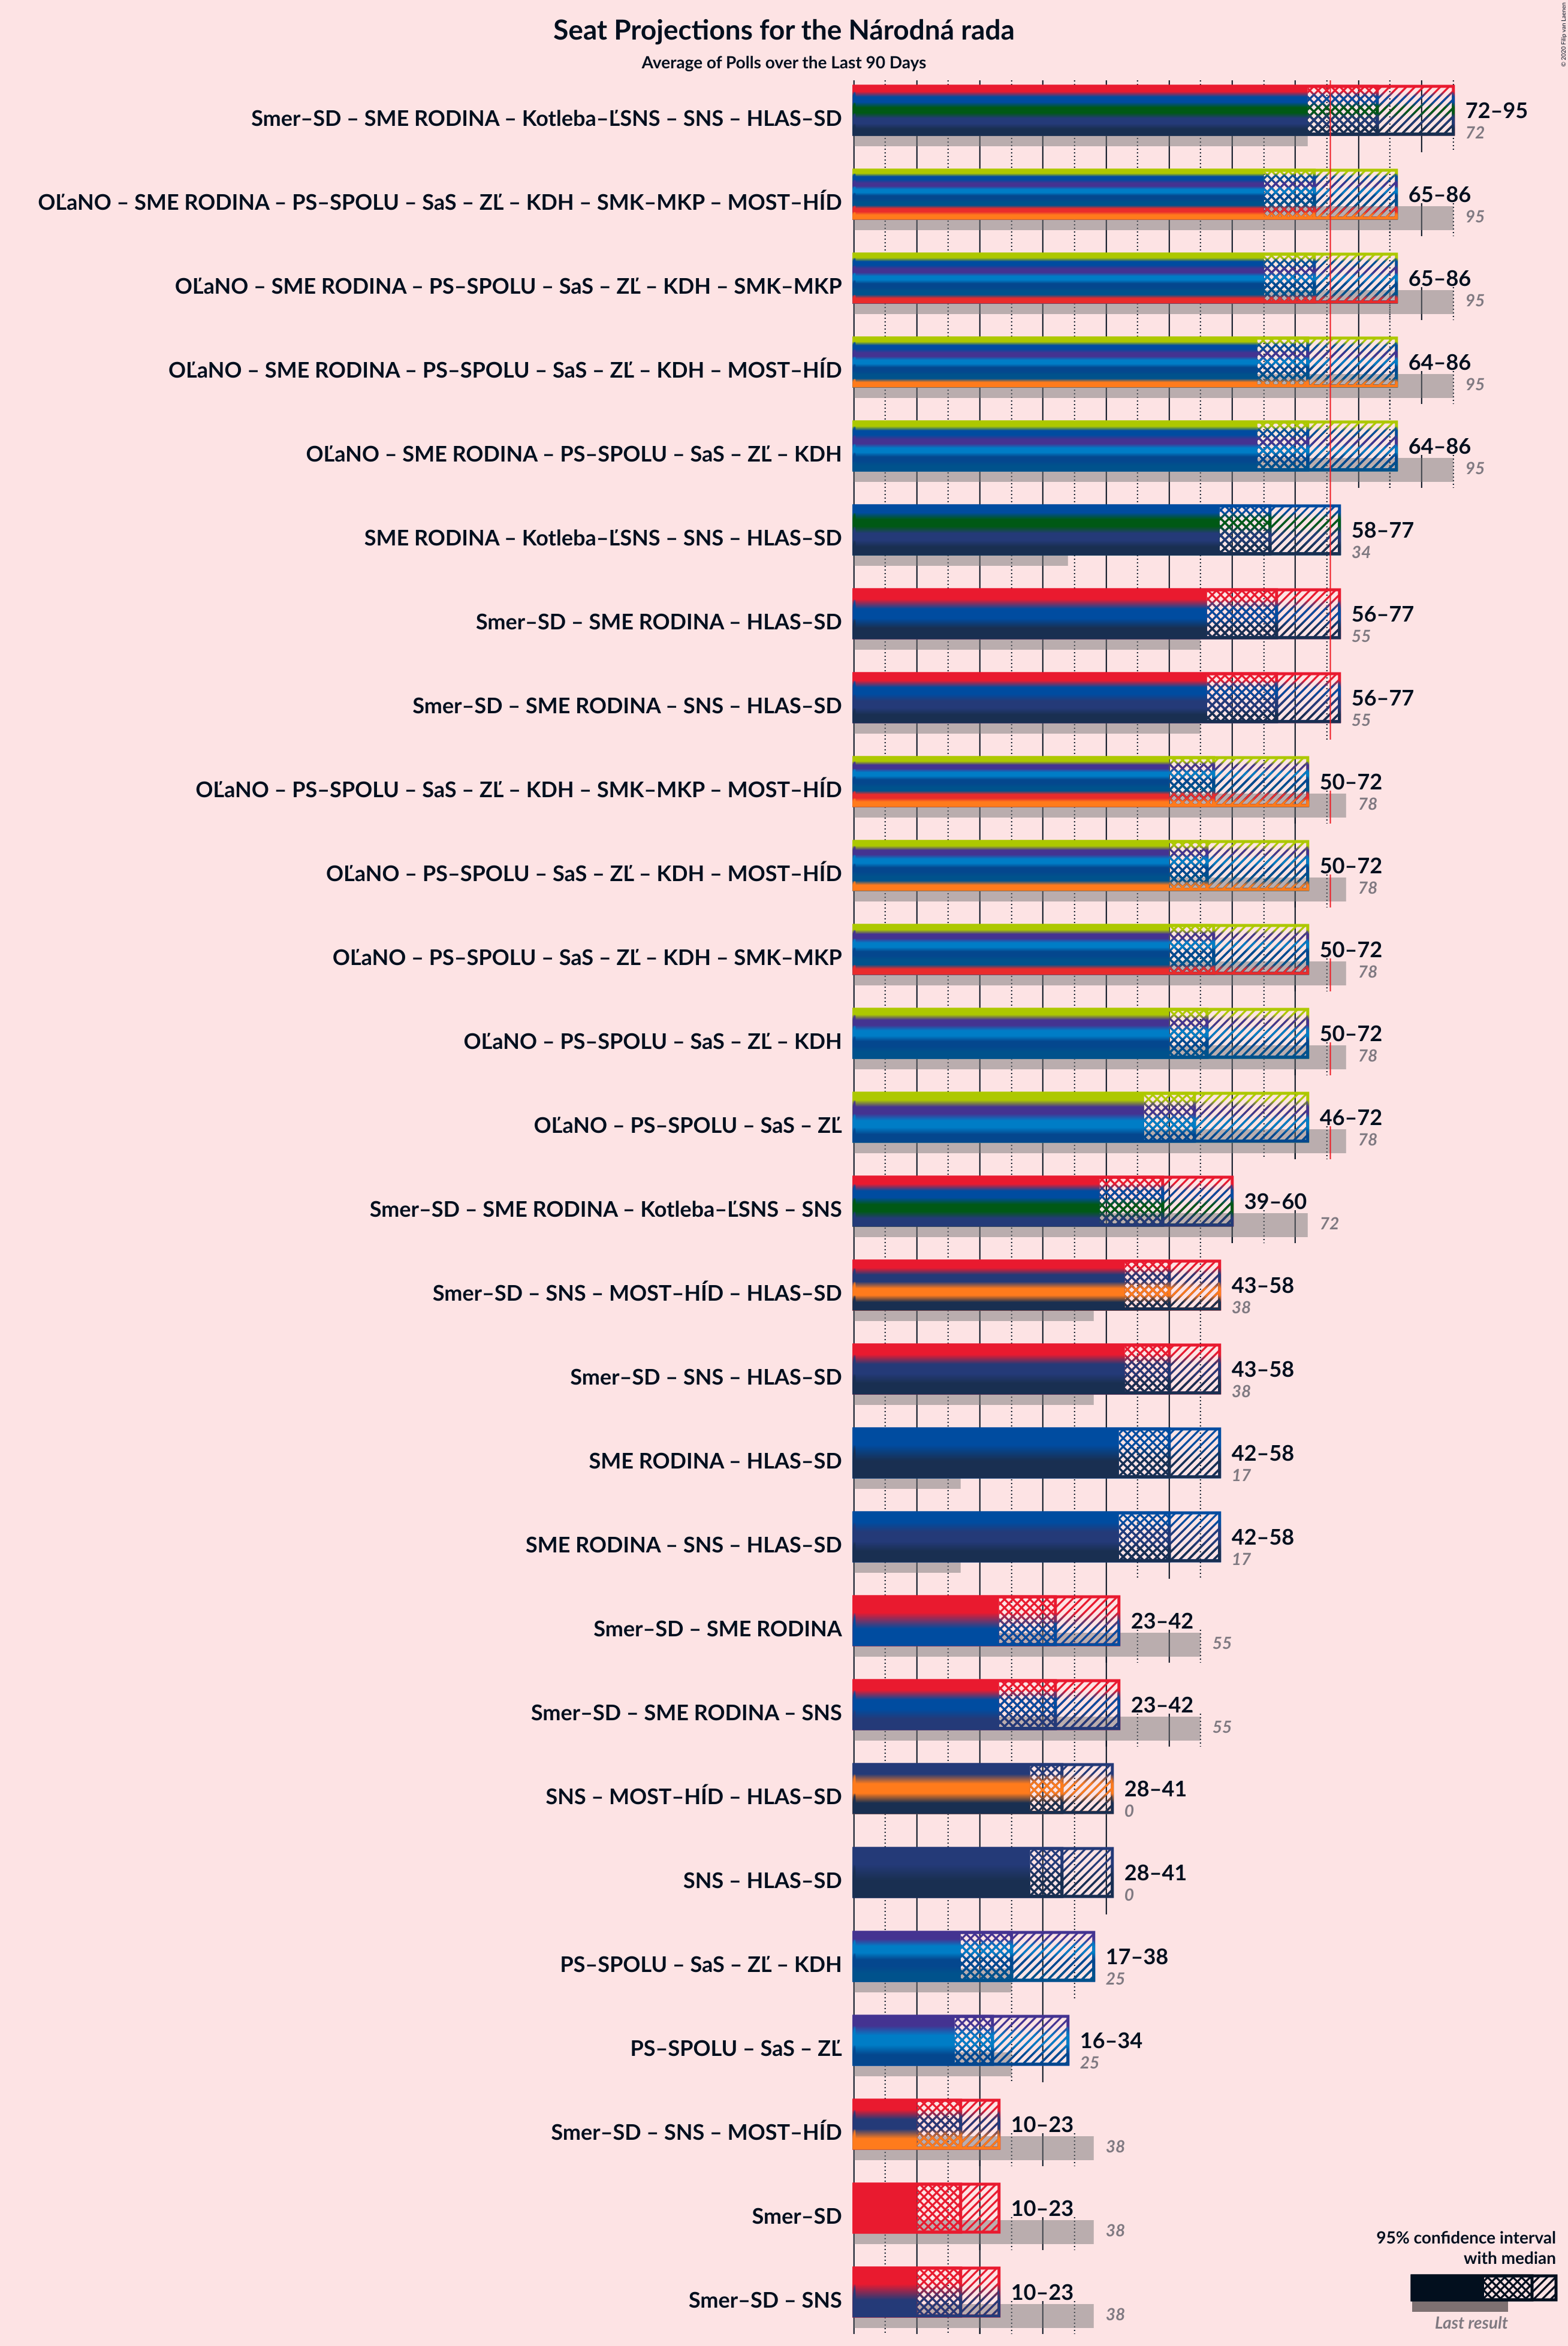 Seat Projections for the Národná rada
Average of Polls over the Last 90 Days
© 2020 Filip van Laenen
Smer–SD – SME RODINA – Kotleba–ĽSNS – SNS – HLAS–SD
72–95
72
OĽaNO – SME RODINA – PS–SPOLU – SaS – ZĽ – KDH – SMK–MKP – MOST–HÍD
65–86
95
OĽaNO – SME RODINA – PS–SPOLU – SaS – ZĽ – KDH – SMK–MKP
65–86
95
OĽaNO – SME RODINA – PS–SPOLU – SaS – ZĽ – KDH – MOST–HÍD
64–86
95
OĽaNO – SME RODINA – PS–SPOLU – SaS – ZĽ – KDH
64–86
95
SME RODINA – Kotleba–ĽSNS – SNS – HLAS–SD
58–77
34
Smer–SD – SME RODINA – HLAS–SD
56–77
55
Smer–SD – SME RODINA – SNS – HLAS–SD
56–77
55
OĽaNO – PS–SPOLU – SaS – ZĽ – KDH – SMK–MKP – MOST–HÍD
50–72
78
OĽaNO – PS–SPOLU – SaS – ZĽ – KDH – MOST–HÍD
50–72
78
OĽaNO – PS–SPOLU – SaS – ZĽ – KDH – SMK–MKP
50–72
78
OĽaNO – PS–SPOLU – SaS – ZĽ – KDH
50–72
78
OĽaNO – PS–SPOLU – SaS – ZĽ
46–72
78
Smer–SD – SME RODINA – Kotleba–ĽSNS – SNS
39–60
72
Smer–SD – SNS – MOST–HÍD – HLAS–SD
43–58
38
Smer–SD – SNS – HLAS–SD
43–58
38
SME RODINA – HLAS–SD
42–58
17
SME RODINA – SNS – HLAS–SD
42–58
17
Smer–SD – SME RODINA
23–42
55
Smer–SD – SME RODINA – SNS
23–42
55
SNS – MOST–HÍD – HLAS–SD
28–41
0
SNS – HLAS–SD
28–41
0
PS–SPOLU – SaS – ZĽ – KDH
17–38
25
PS–SPOLU – SaS – ZĽ
16–34
25
Smer–SD – SNS – MOST–HÍD
10–23
38
Smer–SD
10–23
38
Smer–SD – SNS
10–23
38
95% confidence interval
with median
Last result